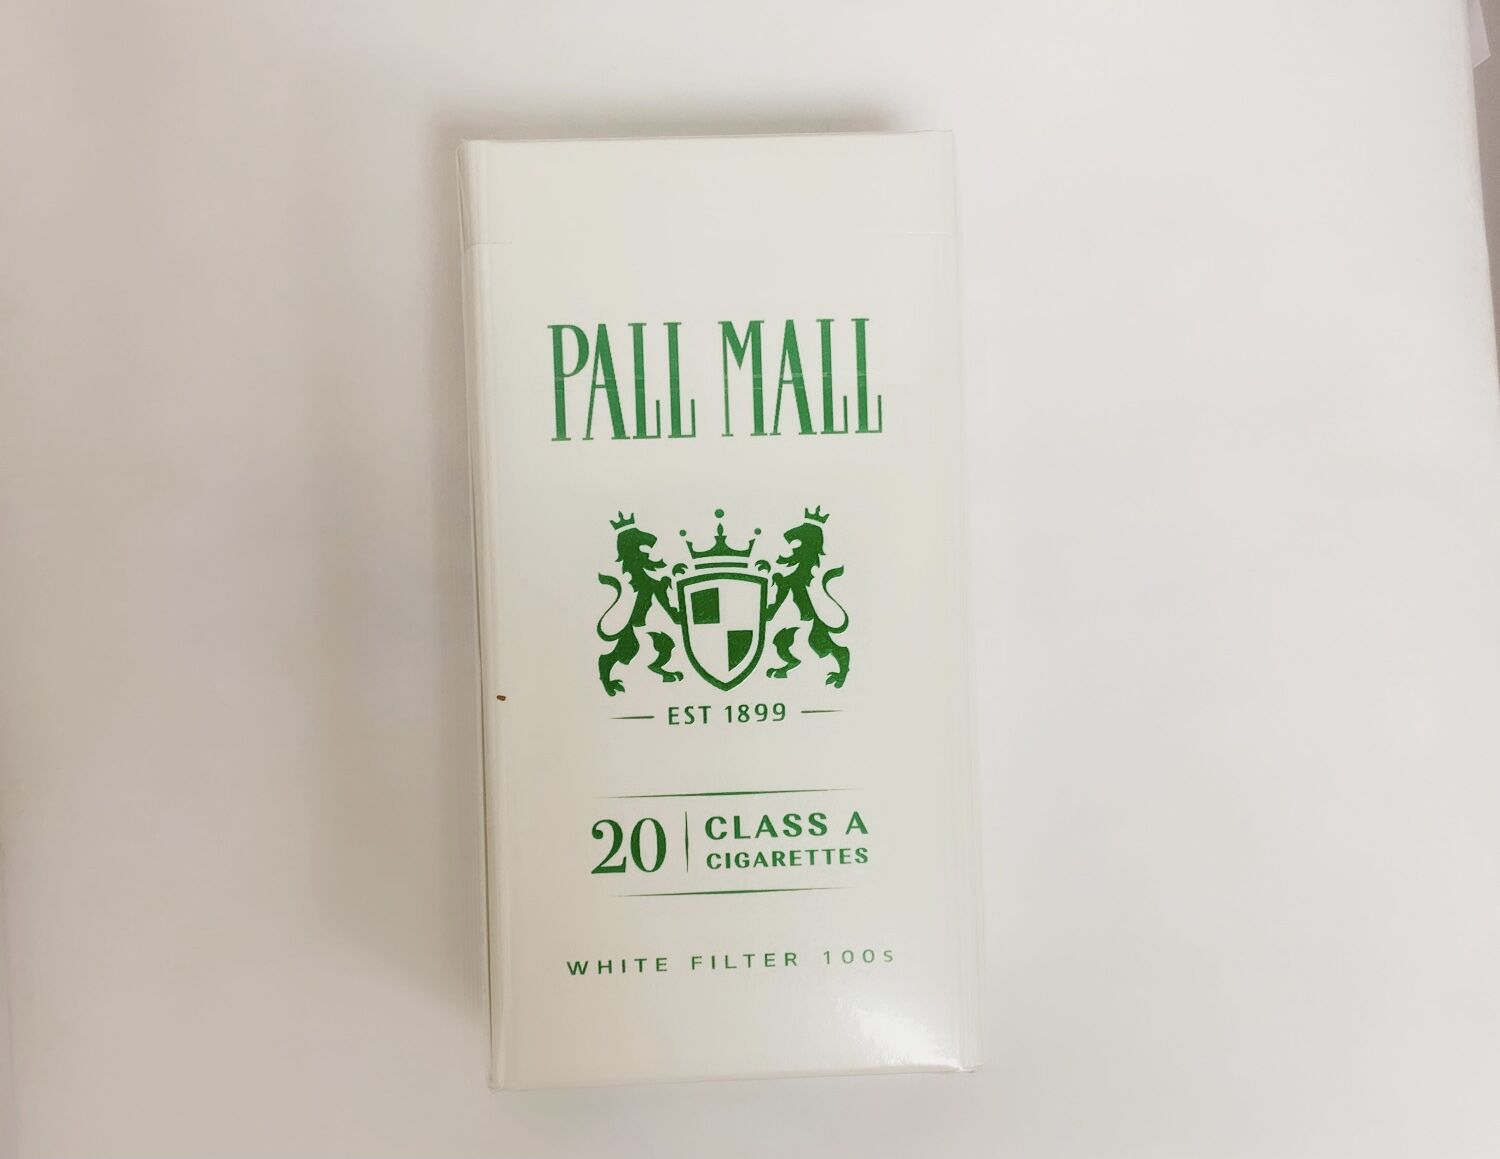 PALL MALL
EST 1899
20
CLASS A
CIGARETTES
WHITE FILTER 100s